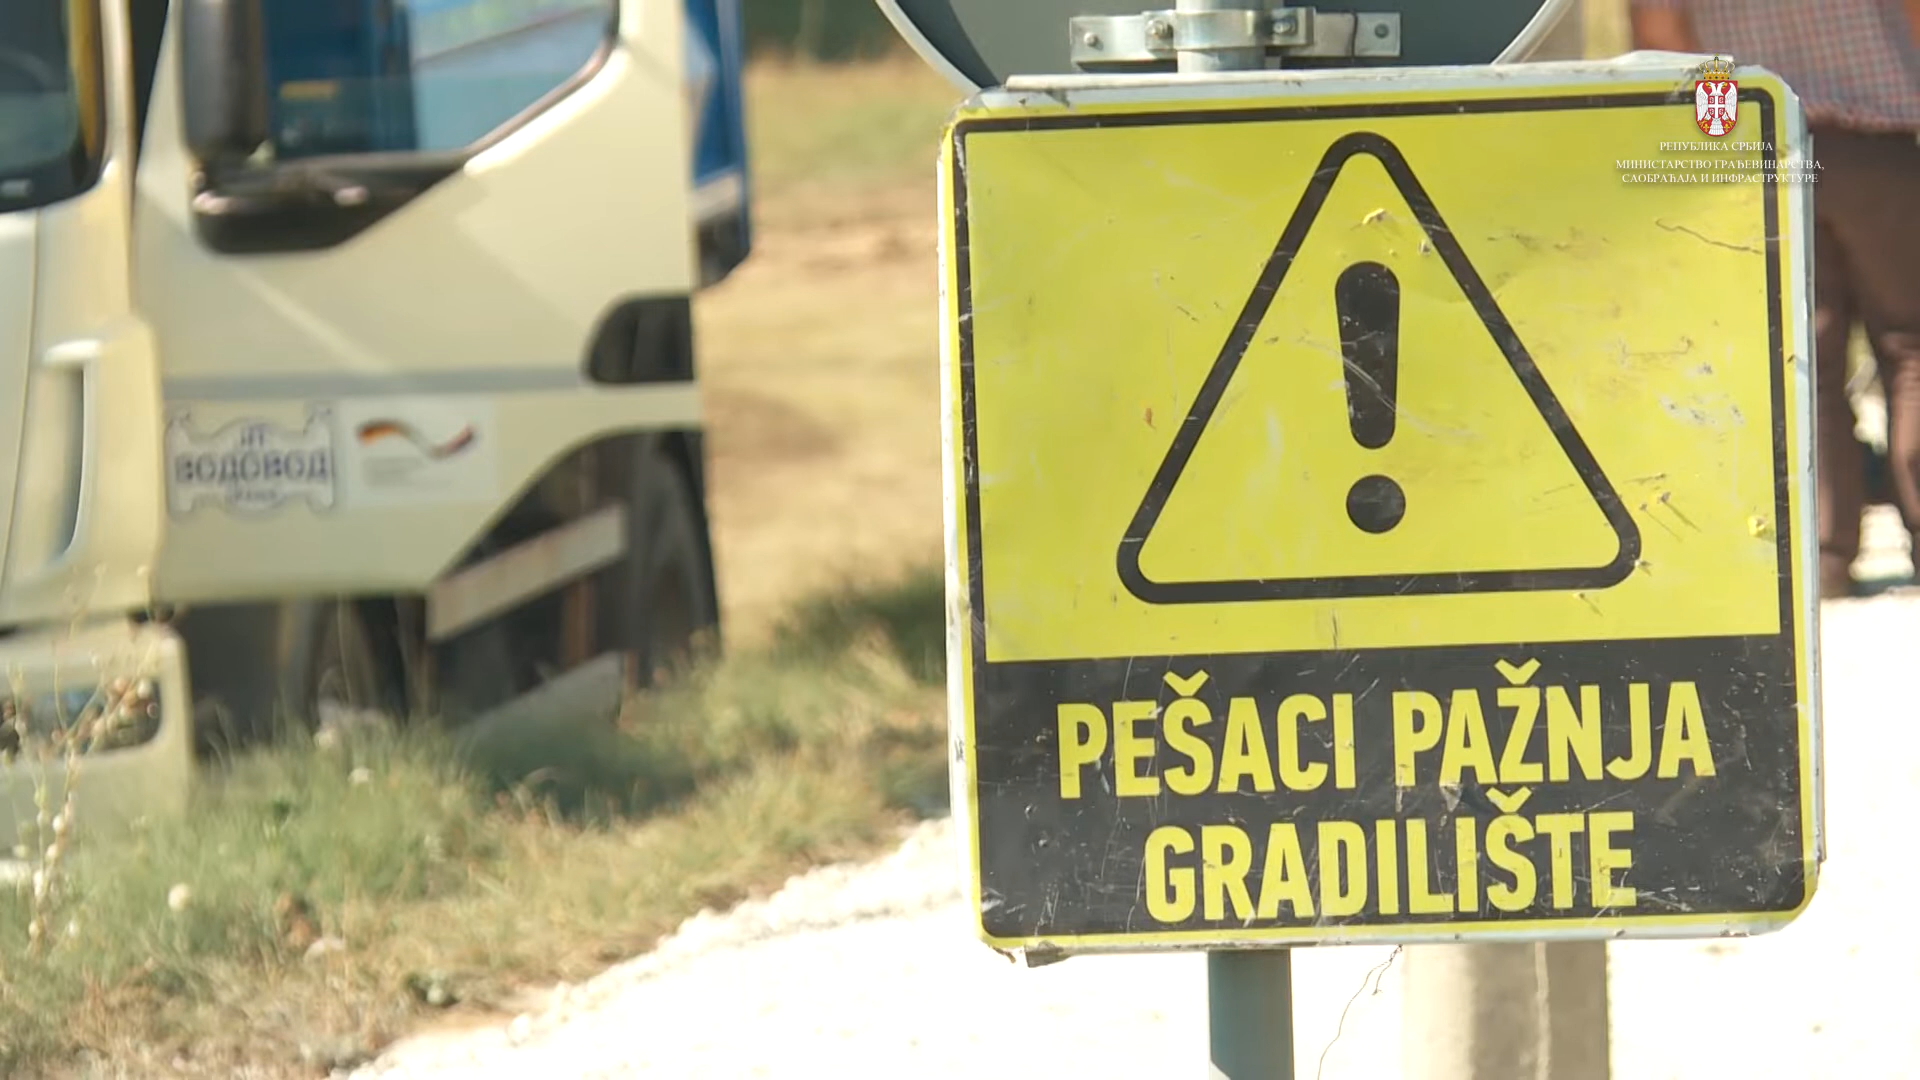 РЕПУБЛИКА СРБИЈА
МИНИСТАРСТВО ГРАЂЕВИНАРСТВА,
САОБРАЋАЈА И ИНФРАСТРУКТУРЕ
ВОДОВОД
PEŠACI PAŽNJA
GRADILIŠTE